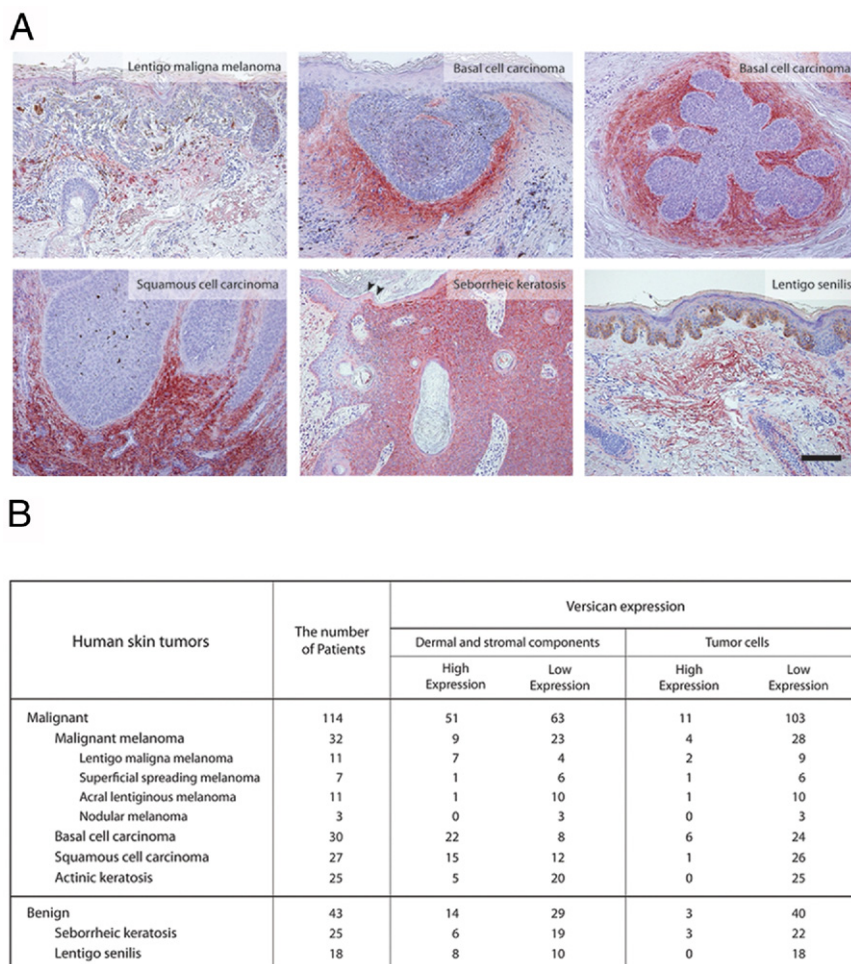 A
Lentigo maligna melanoma
Basal cell carcinoma
Basal cell carcinoma
Squamous cell carcinoma
Seborrheic keratosis
Lentigo senilis
B
Human skin tumors
The number
of Patients
Versican expression
Dermal and stromal components
Tumor cells
High
Expression
Low
Expression
High
Expression
Low
Expression
Malignant 114 51 63 11 103
Malignant melanoma 32 9 23 4 28
Lentigo maligna melanoma 11 7 4 2 9
Superficial spreading melanoma 7 1 6 1 6
Acral lentiginous melanoma 11 1 10 1 10
Nodular melanoma 3 0 3 0 3
Basal cell carcinoma 30 22 8 6 24
Squamous cell carcinoma 27 15 12 1 26
Actinic keratosis 25 5 20 0 25
Benign 43 14 29 3 40
Seborrheic keratosis 25 6 19 3 22
Lentigo senilis 18 8 10 0 18